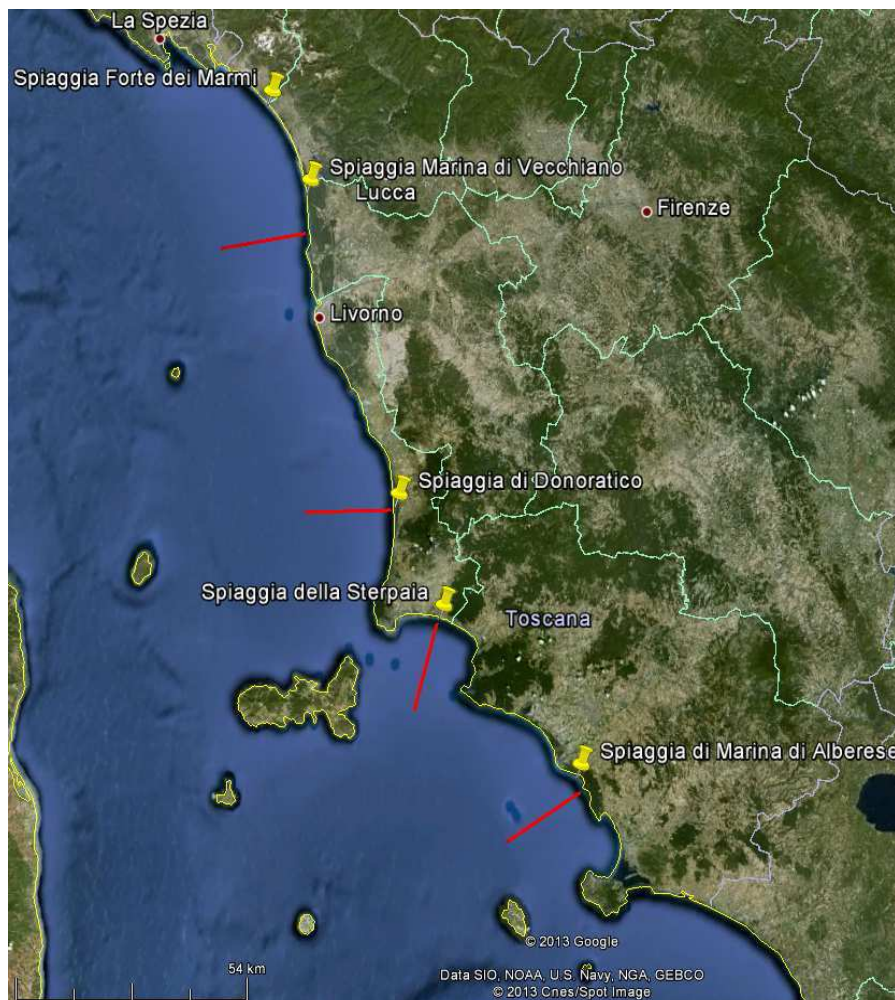 La Spezia
Spiaggia Forte dei Marmi
Spiaggia Marina di Vecchiano
Lucca
Firenze
Livorno
Spiaggia di Donoratico
Spiaggia della Sterpaia
Toscana
Spiaggia di Marina di Alberese
© 2013 Google
54 km
Data SIO, NOAA, U.S. Navy, NGA, GEBCO
© 2013 Cnes/Spot Image